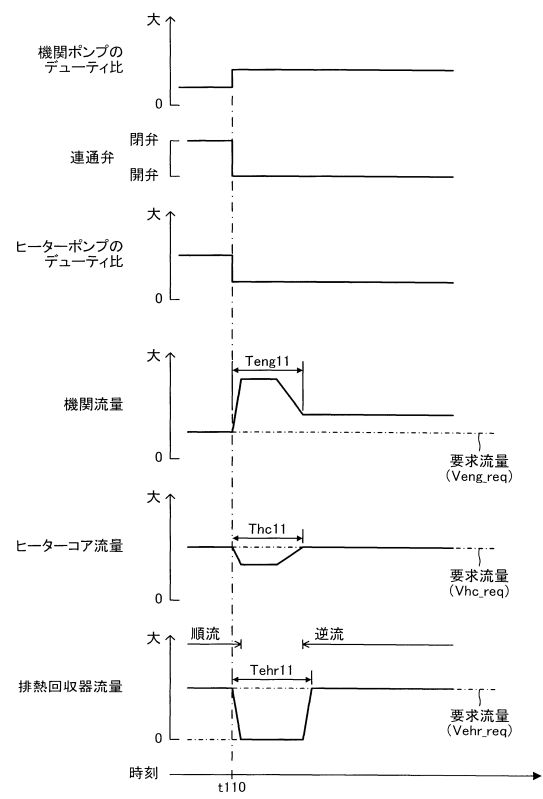 大
機関ポンプの
デューティ比
0
閉弁
連通弁
開弁
大
ヒーターポンプの
デューティ比
0
大
Teng11
機関流量
0
要求流量
(Veng_req)
大
Thc11
ヒーターコア流量
要求流量
(Vhc_req)
0
大
順流
逆流
Tehr11
排熱回収器流量
要求流量
(Vehr_req)
0
時刻
t110